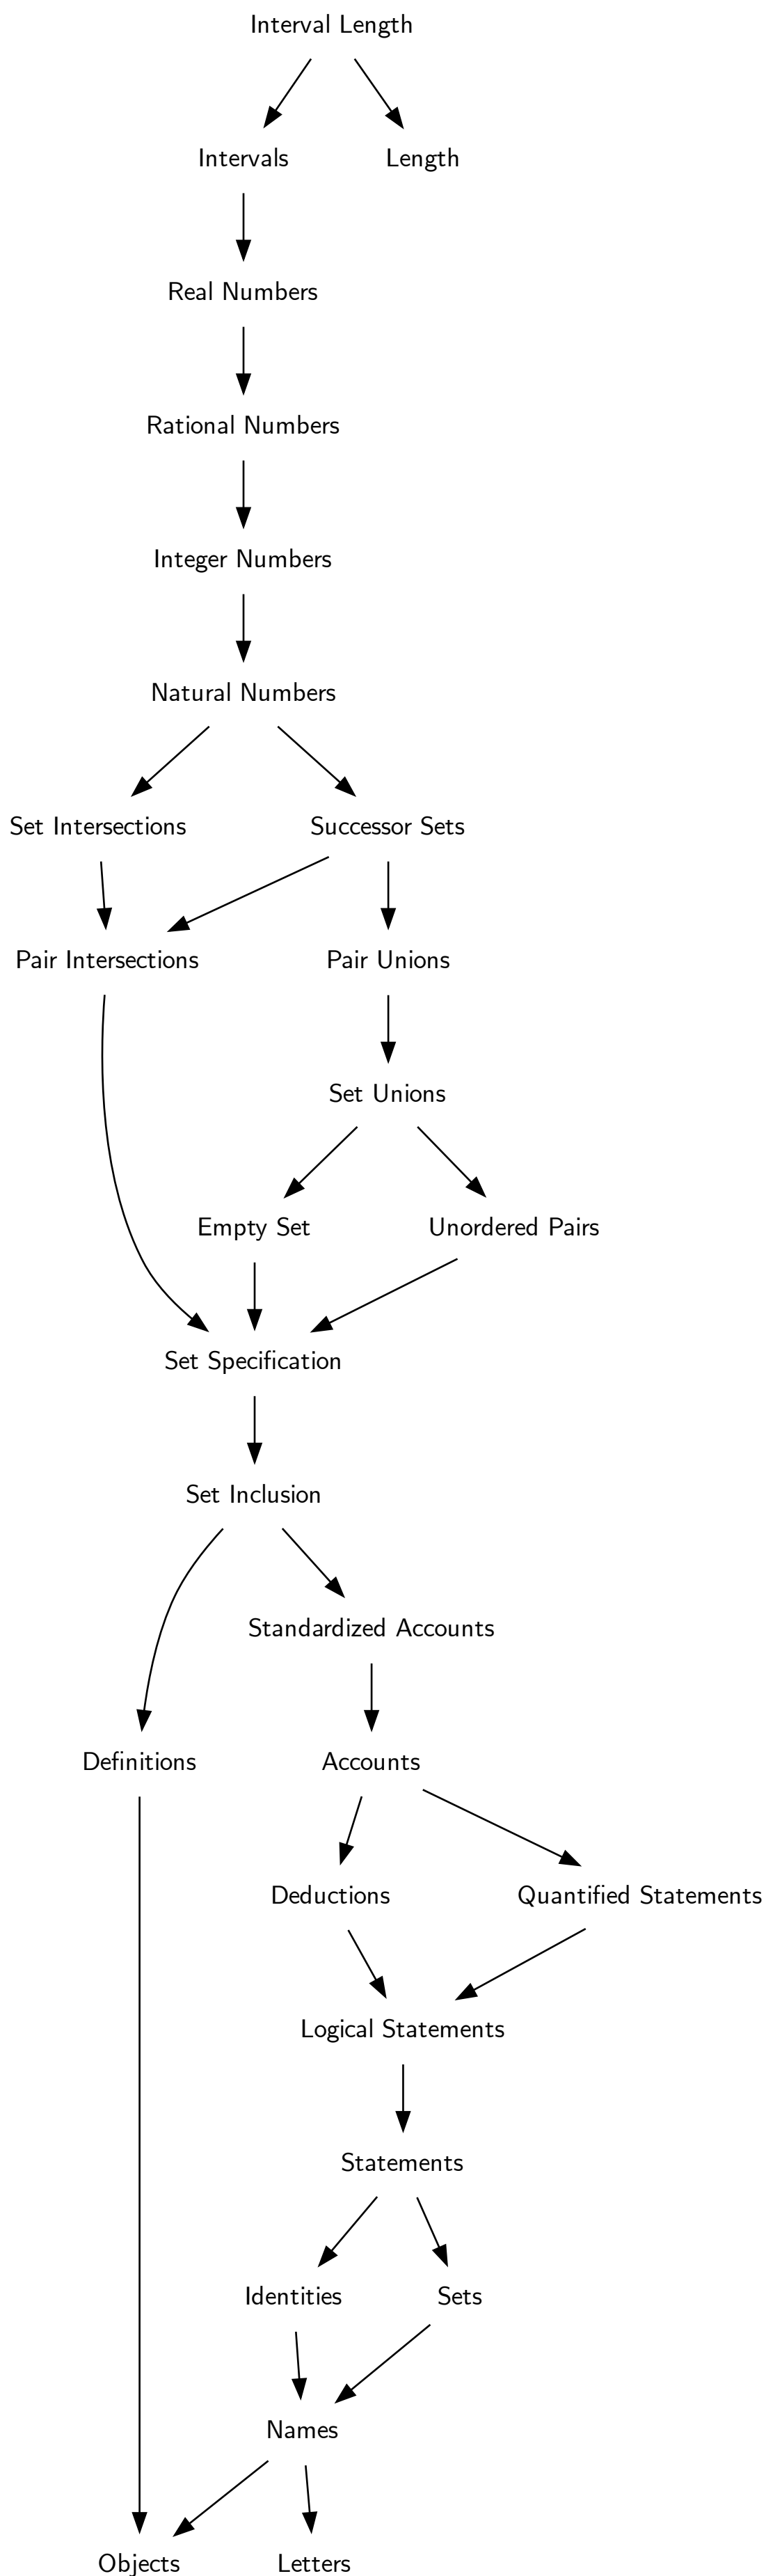 Interval Length
Intervals
Length
Real Numbers
Rational Numbers
Integer Numbers
Natural Numbers
Set Intersections
Successor Sets
Pair Intersections
Pair Unions
Set Unions
Empty Set
Unordered Pairs
Set Specification
Set Inclusion
Standardized Accounts
Definitions
Accounts
Deductions
Quantified Statements
Logical Statements
Statements
Identities
Sets
Names
Objects
Letters